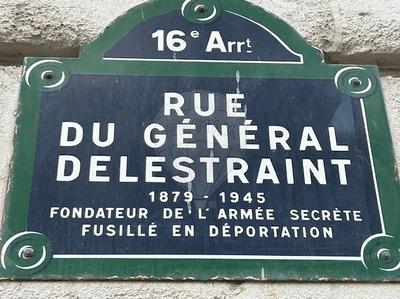 16e Arrt
RUE
DU GÉNÉRAL
DELESTRAINT
1879 - 1945
FONDATEUR DE L'ARMÉE SECRÈTE
FUSILLÉ EN DÉPORTATION